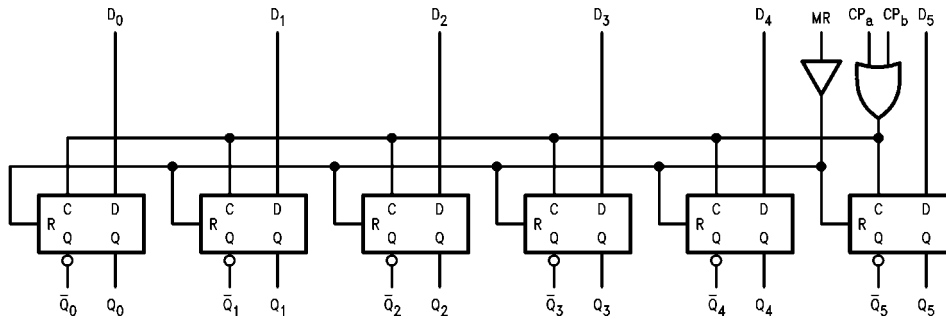 D₀ D₁ D₂ D₃ D₄ MR CPₐ CP_b D₅
C D C D C D C D C D C D
R R R R R R
Q Q Q Q Q Q Q Q Q Q Q Q
Q̅₀ Q₀ Q̅₁ Q₁ Q̅₂ Q₂ Q̅₃ Q₃ Q̅₄ Q₄ Q̅₅ Q₅